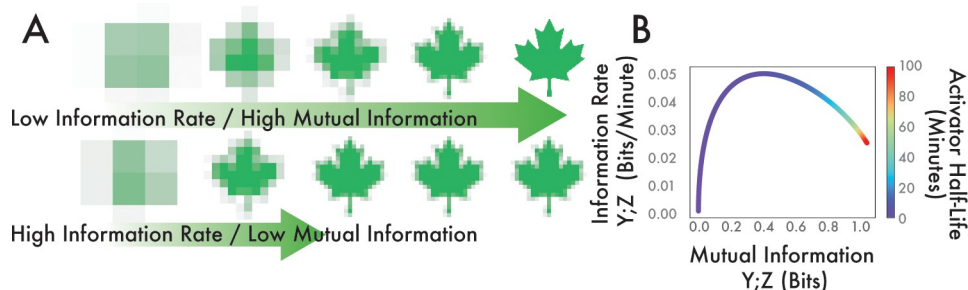 A
Low Information Rate / High Mutual Information
High Information Rate / Low Mutual Information
B
Information Rate
Y;Z (Bits/Minute)
0.05
0.04
0.03
0.02
0.01
0.00
0.0 0.2 0.4 0.6 0.8 1.0
Mutual Information
Y;Z (Bits)
100
80
60
40
20
0
Activator Half-Life
(Minutes)